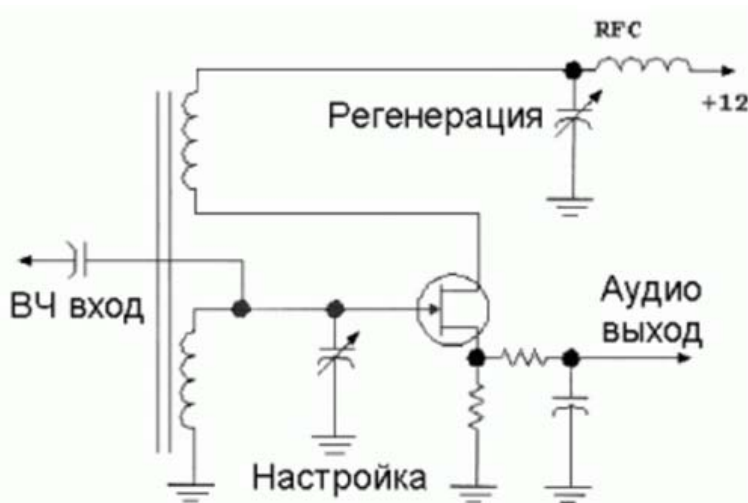 RFC
+12
Регенерация
ВЧ вход
Аудио
выход
Настройка